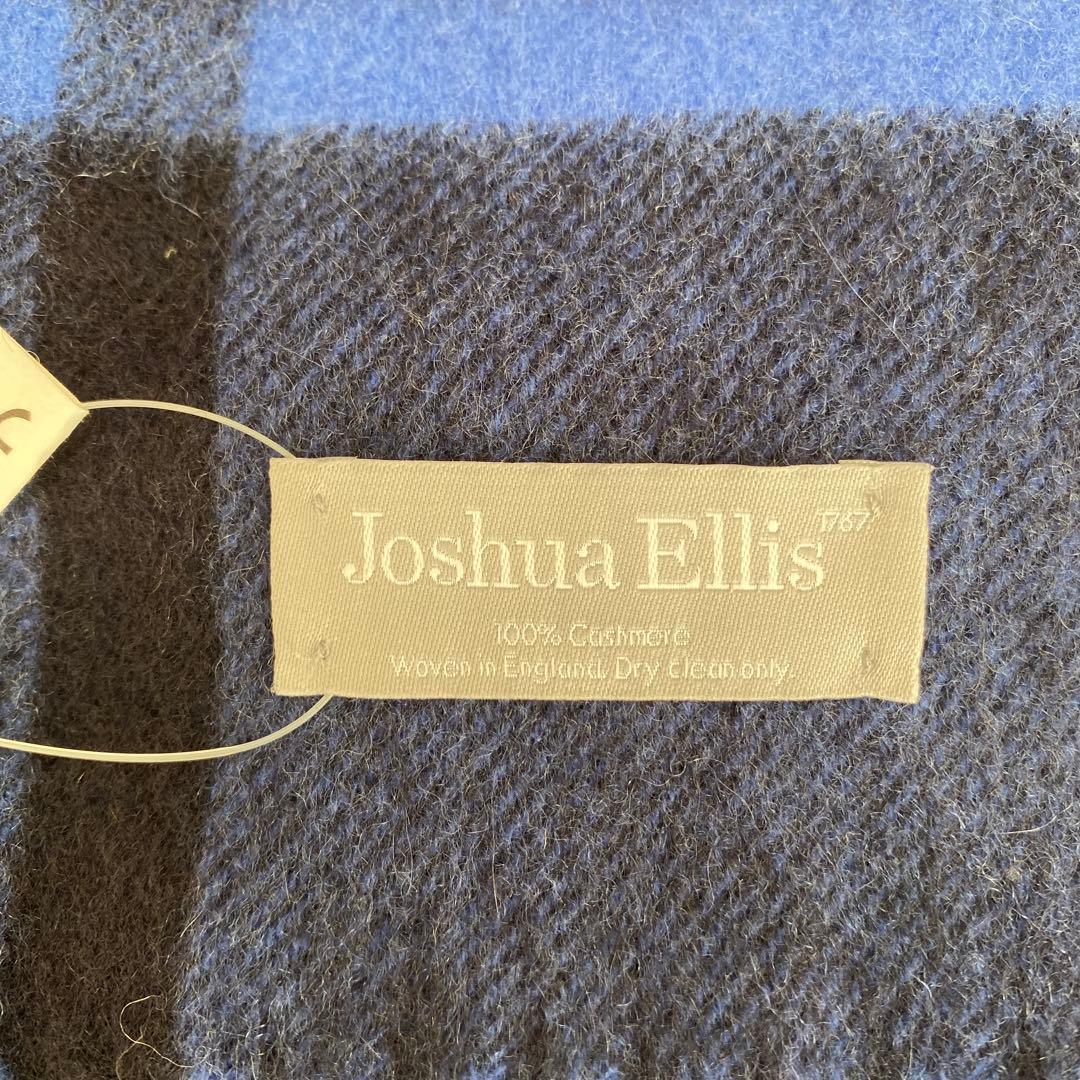 Joshua Ellis 1767
100% Cashmere
Woven in England. Dry clean only.